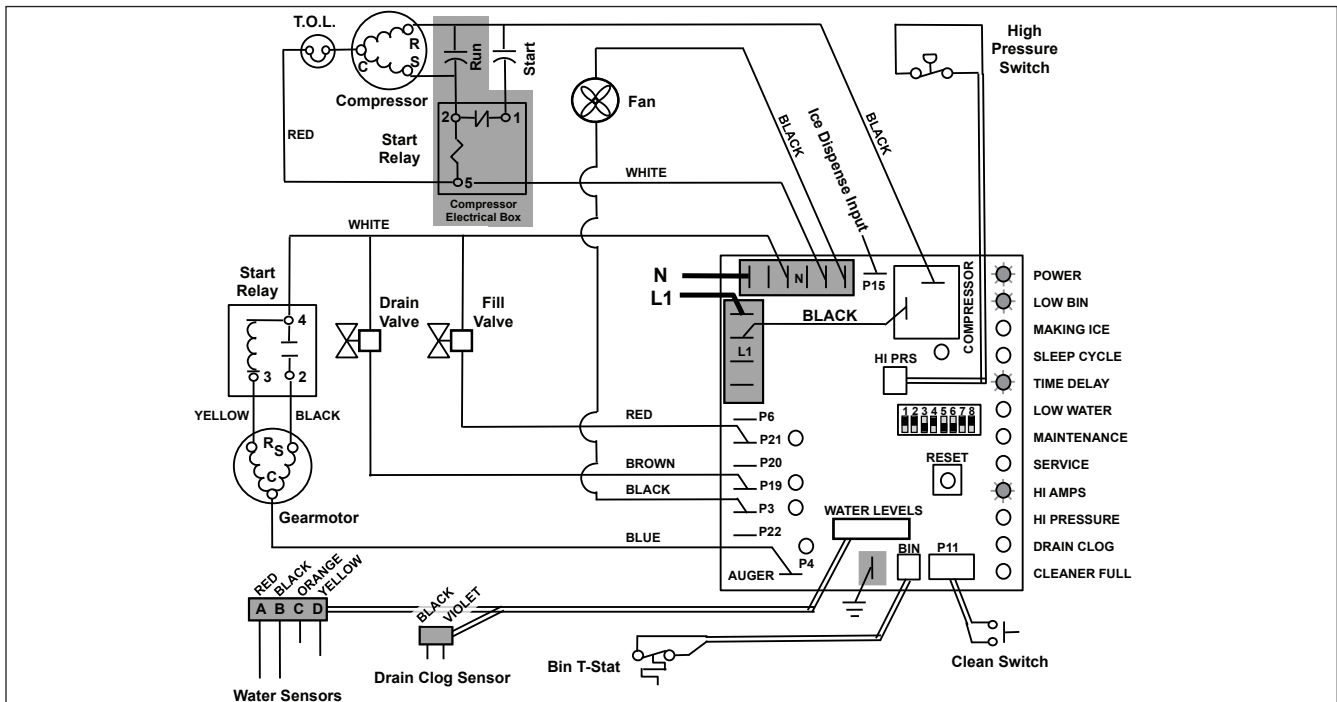 T.O.L.
R
S
C
Compressor
Run
Start
2
1
5
Start
Relay
Compressor
Electrical Box
RED
WHITE
Fan
BLACK
BLACK
Ice Dispense Input
High
Pressure
Switch
WHITE
Start
Relay
4
3
2
YELLOW
BLACK
R
S
C
Gearmotor
Drain
Valve
Fill
Valve
N
L1
N
P15
BLACK
L1
COMPRESSOR
HI PRS
1 2 3 4 5 6 7 8
RESET
RED
BROWN
BLACK
BLUE
P6
P21
P20
P19
P3
P22
P4
AUGER
WATER LEVELS
BIN
P11
POWER
LOW BIN
MAKING ICE
SLEEP CYCLE
TIME DELAY
LOW WATER
MAINTENANCE
SERVICE
HI AMPS
HI PRESSURE
DRAIN CLOG
CLEANER FULL
RED
BLACK
ORANGE
YELLOW
A B C D
Water Sensors
BLACK
VIOLET
Drain Clog Sensor
Bin T-Stat
Clean Switch